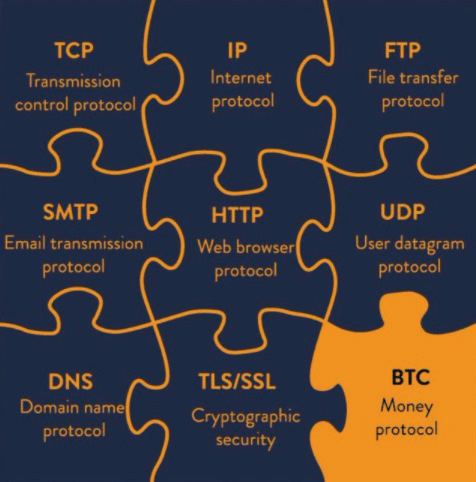 TCP
Transmission
control protocol
IP
Internet
protocol
FTP
File transfer
protocol
SMTP
Email transmission
protocol
HTTP
Web browser
protocol
UDP
User datagram
protocol
DNS
Domain name
protocol
TLS/SSL
Cryptographic
security
BTC
Money
protocol